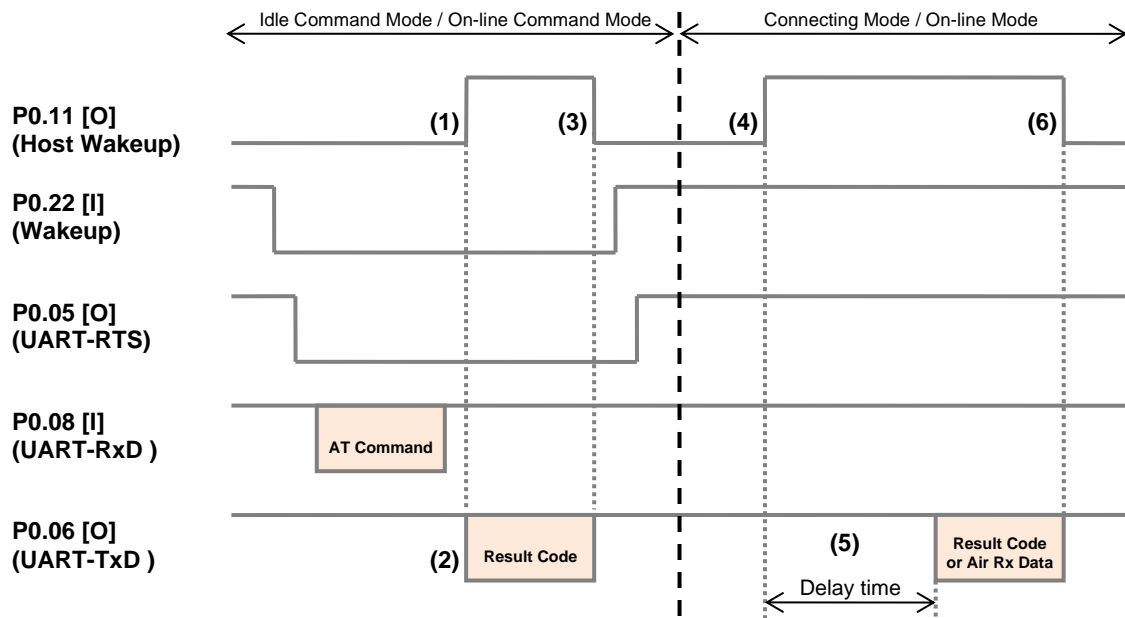 Idle Command Mode / On-line Command Mode
Connecting Mode / On-line Mode
P0.11 [O]
(Host Wakeup)
(1)
(3)
(4)
(6)
P0.22 [I]
(Wakeup)
P0.05 [O]
(UART-RTS)
P0.08 [I]
(UART-RxD )
AT Command
P0.06 [O]
(UART-TxD )
(2)
Result Code
(5)
Result Code
or Air Rx Data
Delay time